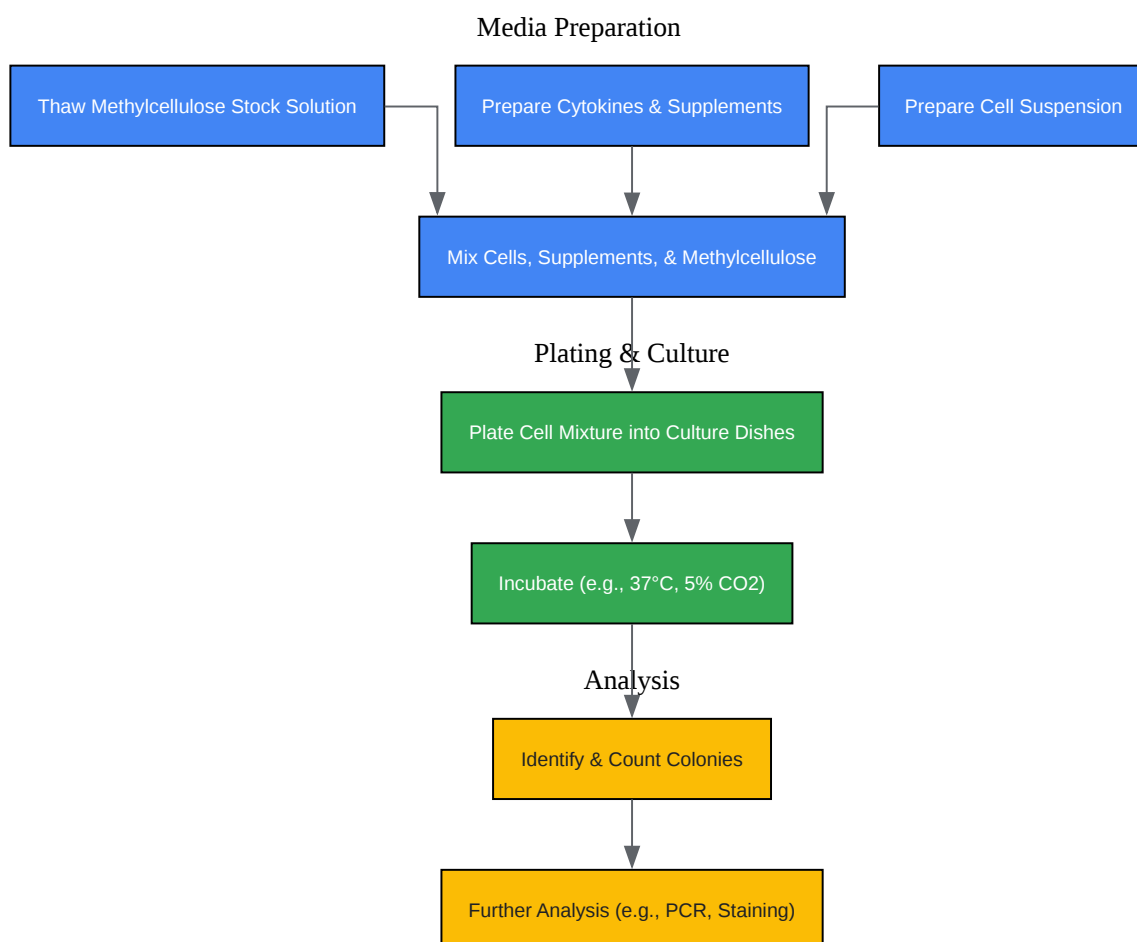 Media Preparation
Thaw Methylcellulose Stock Solution
Prepare Cytokines & Supplements
Prepare Cell Suspension
Mix Cells, Supplements, & Methylcellulose
Plating & Culture
Plate Cell Mixture into Culture Dishes
Incubate (e.g., 37°C, 5% CO2)
Analysis
Identify & Count Colonies
Further Analysis (e.g., PCR, Staining)